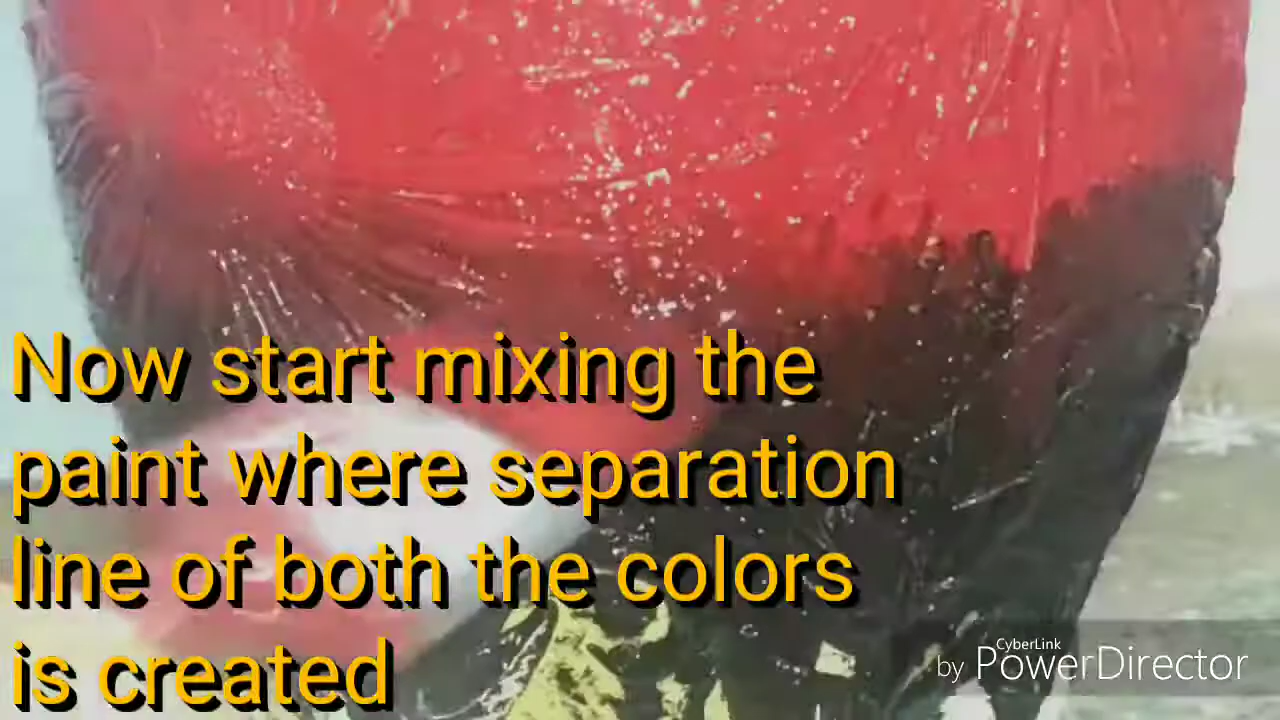 Now start mixing the
paint where separation
line of both the colors
is created
CyberLink
by PowerDirector